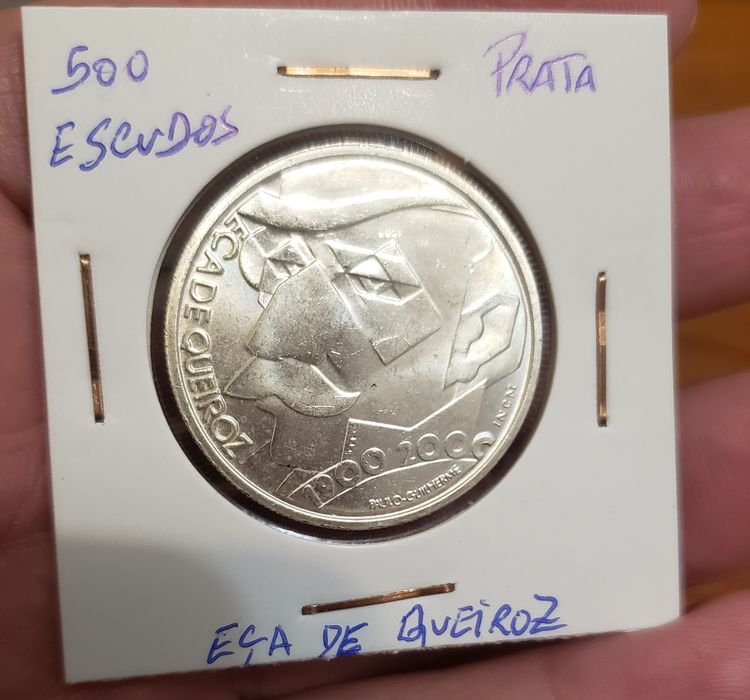 500
ESCUDOS
PRATA
EÇA DE QUEIROZ
1900 2000
PAULO-GUILHERME
INCM
EÇA DE QUEIROZ